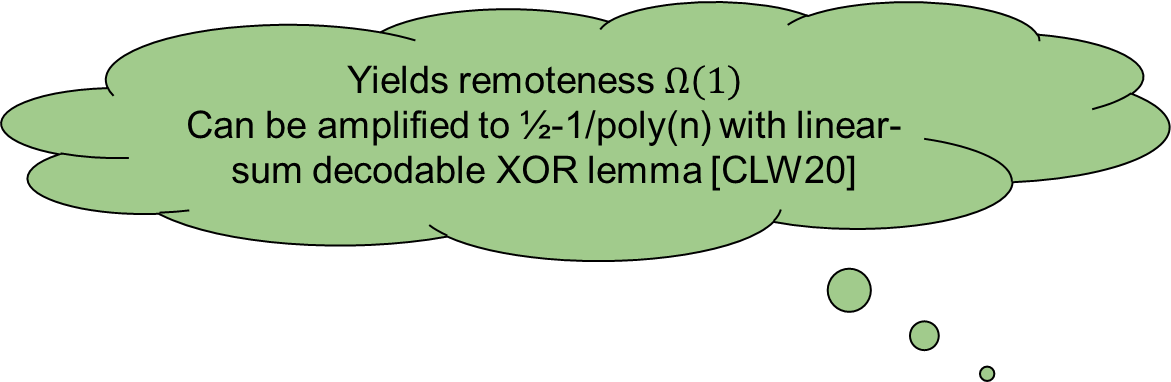 Yields remoteness Ω(1)
Can be amplified to ½-1/poly(n) with linear-
sum decodable XOR lemma [CLW20]